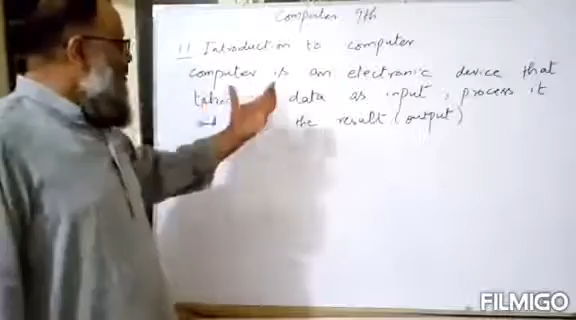 Computer 9th
1.1 Introduction to computer
computer is an electronic device that
data as input, process it
and the result (output)
FILMIGO